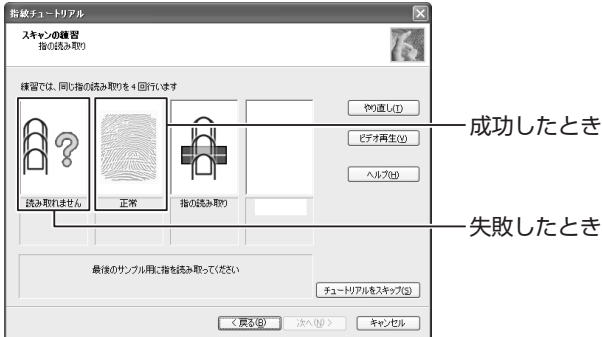 指紋チュートリアル
スキャンの練習
指の読み取り
練習では、同じ指の読み取りを4回行います
やり直し(T)
ビデオ再生(V)
ヘルプ(H)
成功したとき
読み取れません
正常
指の読み取り
失敗したとき
最後のサンプル用に指を読み取ってください
チュートリアルをスキップ(S)
< 戻る(B)
次へ(N) >
キャンセル